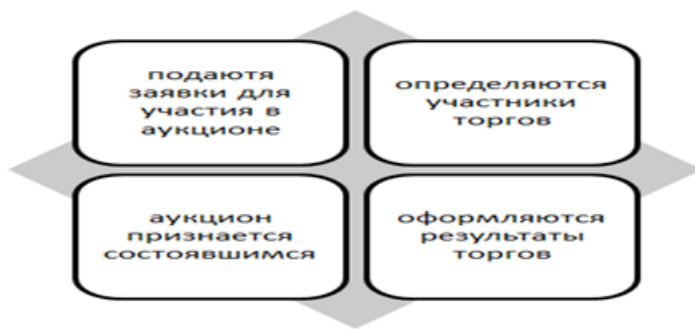 подаютя
заявки для
участия в
аукционе
определяются
участники
торгов
аукцион
признается
состоявшимся
оформляются
результаты
торгов